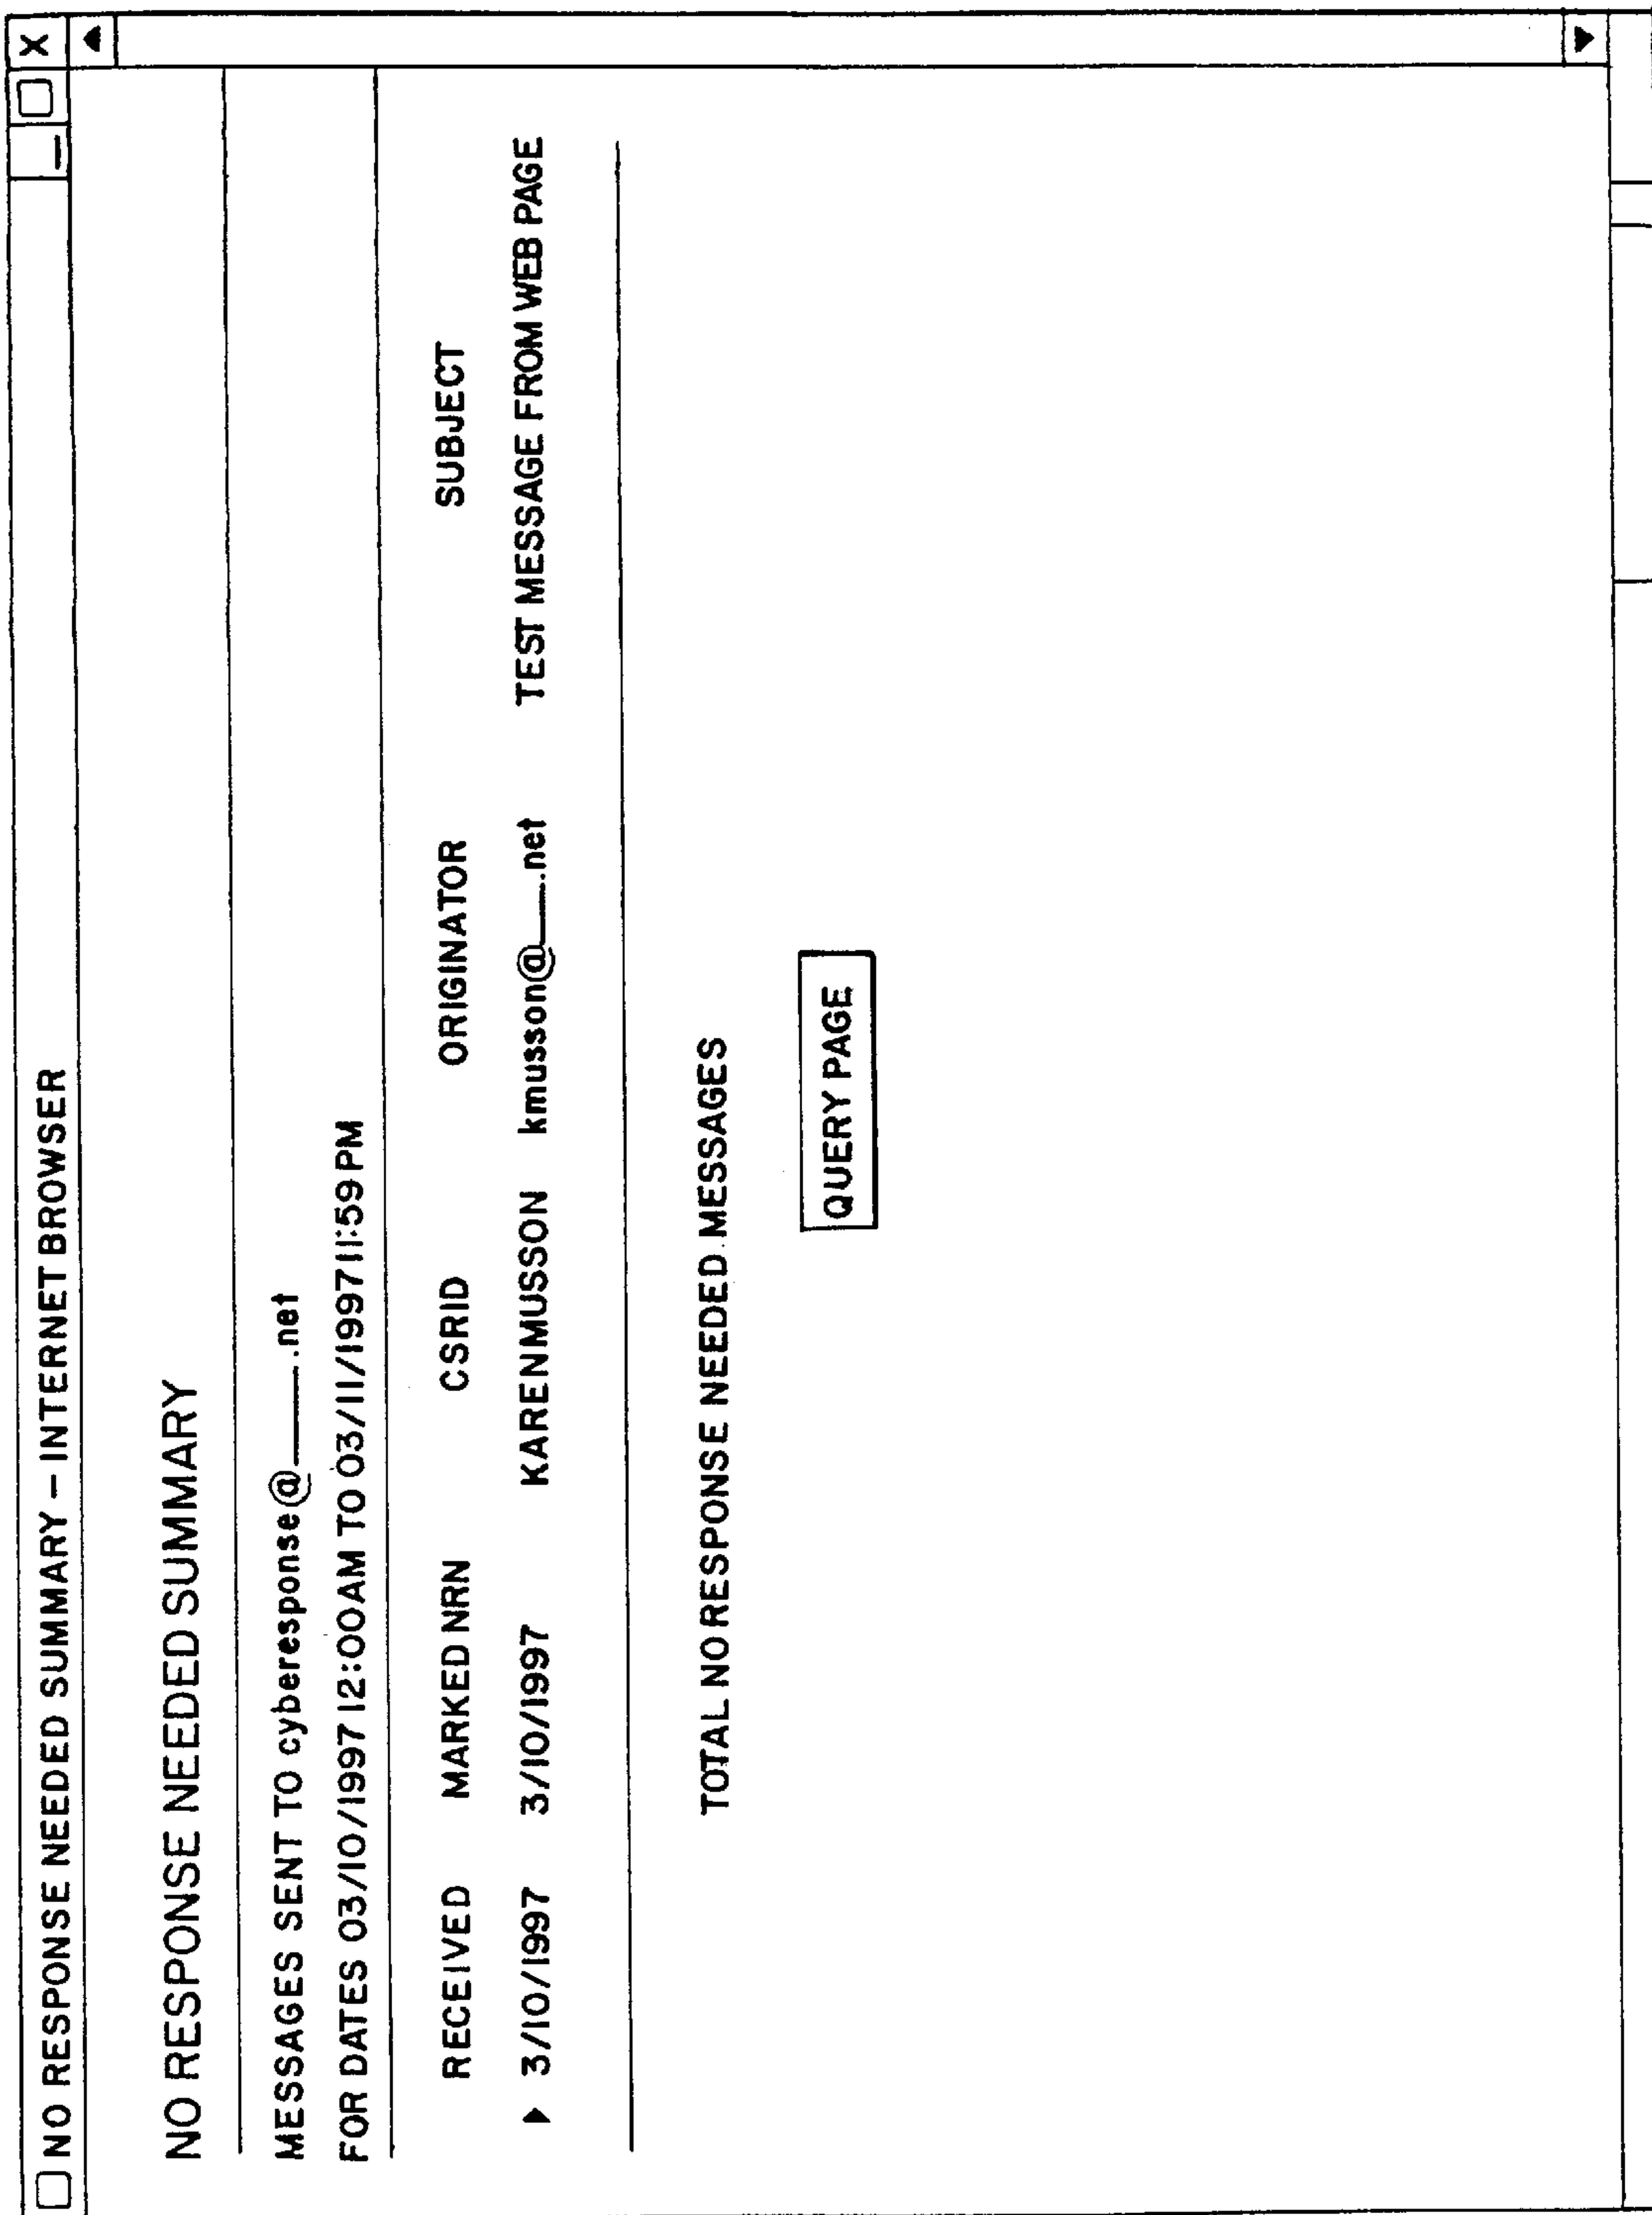 NO RESPONSE NEEDED SUMMARY — INTERNET BROWSER _ X
NO RESPONSE NEEDED SUMMARY
MESSAGES SENT TO cyberesponse@____.net
FOR DATES 03/10/1997 12:00AM TO 03/11/1997 11:59 PM
RECEIVED MARKED NRN CSRID ORIGINATOR SUBJECT
3/10/1997 3/10/1997 KARENMUSSON kmusson@___.net TEST MESSAGE FROM WEB PAGE
TOTAL NO RESPONSE NEEDED MESSAGES
QUERY PAGE